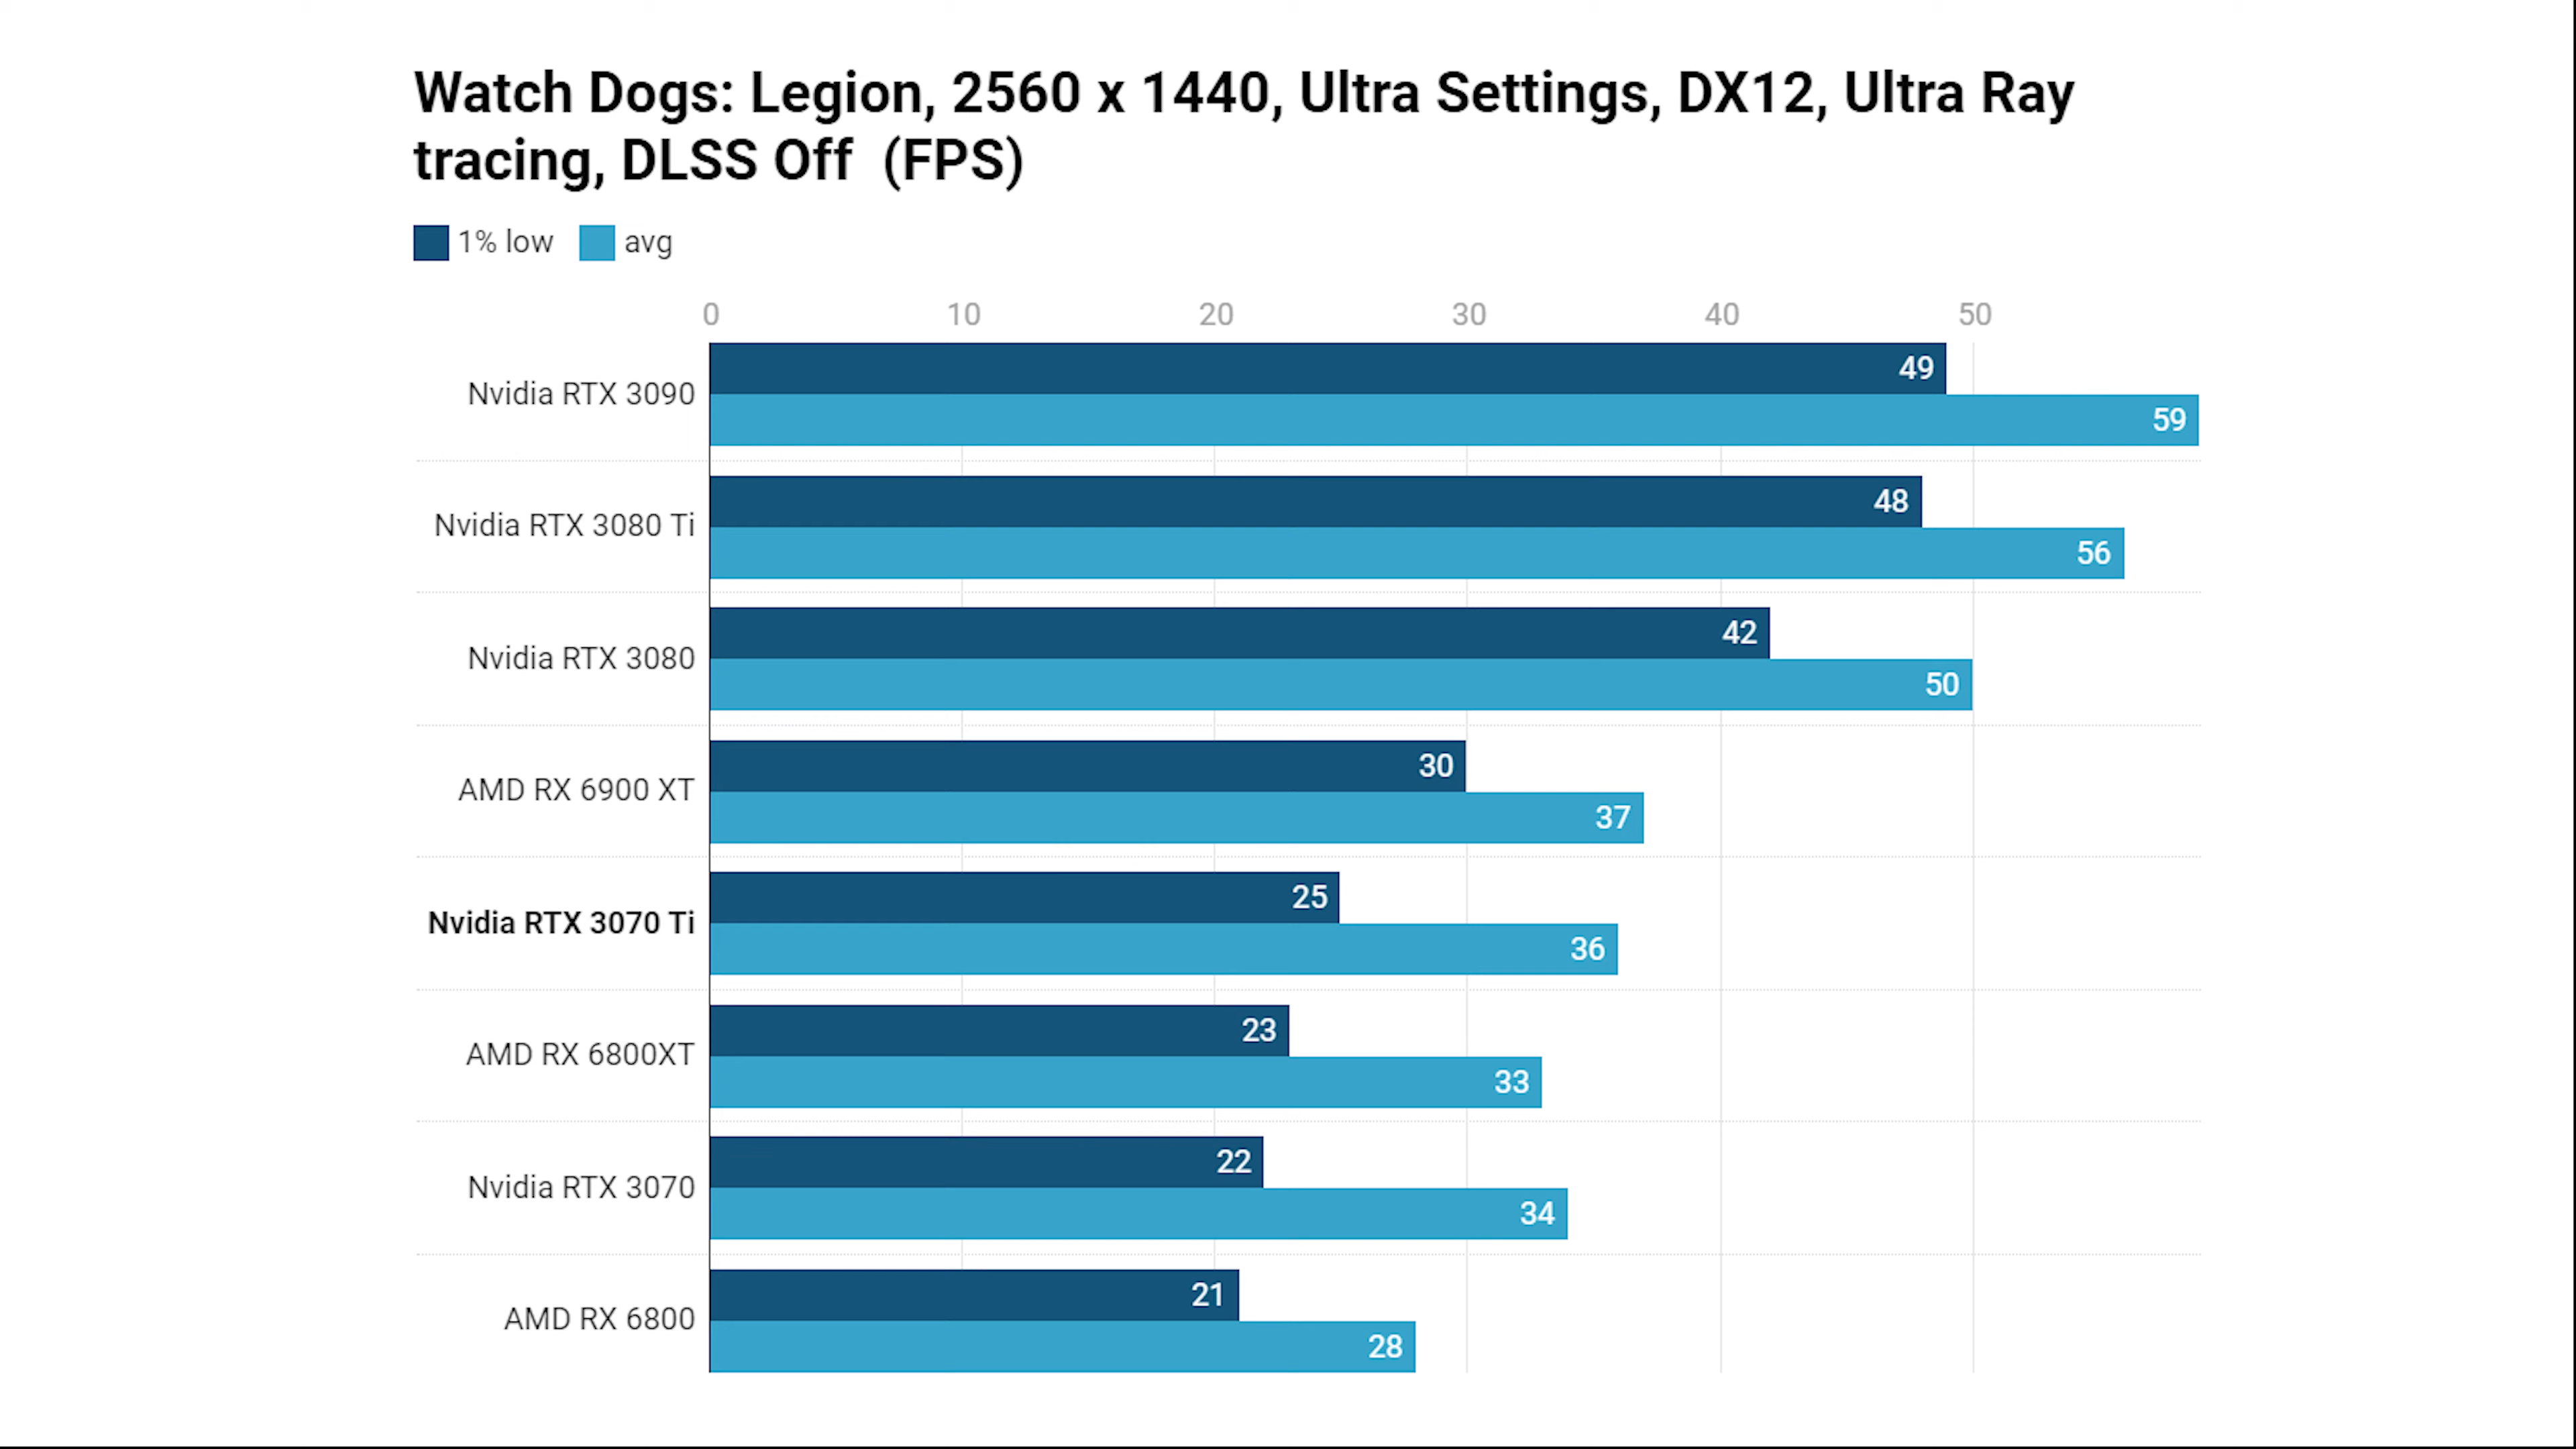 Watch Dogs: Legion, 2560 x 1440, Ultra Settings, DX12, Ultra Ray
tracing, DLSS Off (FPS)
1% low avg
0 10 20 30 40 50
Nvidia RTX 3090 49 59
Nvidia RTX 3080 Ti 48 56
Nvidia RTX 3080 42 50
AMD RX 6900 XT 30 37
Nvidia RTX 3070 Ti 25 36
AMD RX 6800XT 23 33
Nvidia RTX 3070 22 34
AMD RX 6800 21 28